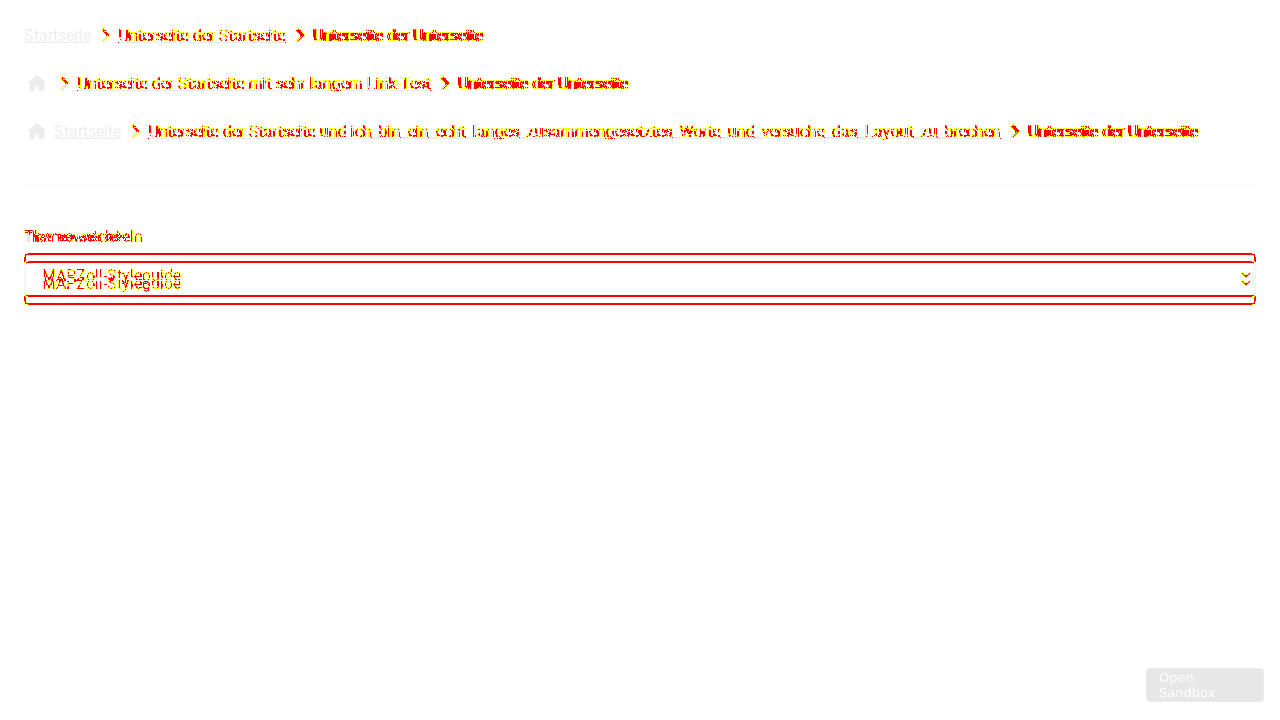 Startseite Unterseite der Startseite Unterseite der Unterseite
Unterseite der Startseite mit sehr langem Link-Text Unterseite der Unterseite
Startseite Unterseite der Startseite und ich bin ein echt langes zusammengesetztes Worte und versuche das Layout zu brechen Unterseite der Unterseite
MAPZoll-Styleguide
MAPZoll-Styleguide
Open
Sandbox